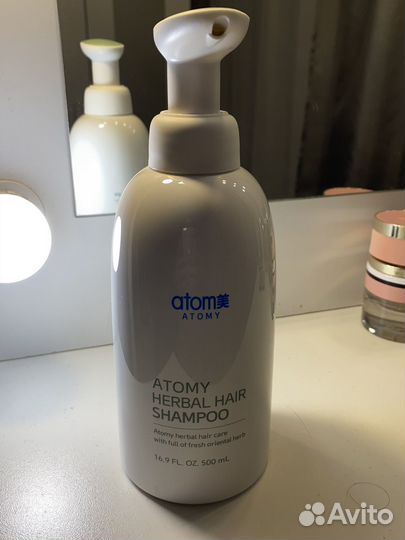 atom美
ATOMY
ATOMY
HERBAL HAIR
SHAMPOO
Atomy herbal hair care
with full of fresh oriental herb
16.9 FL. OZ. 500 mL
Avito